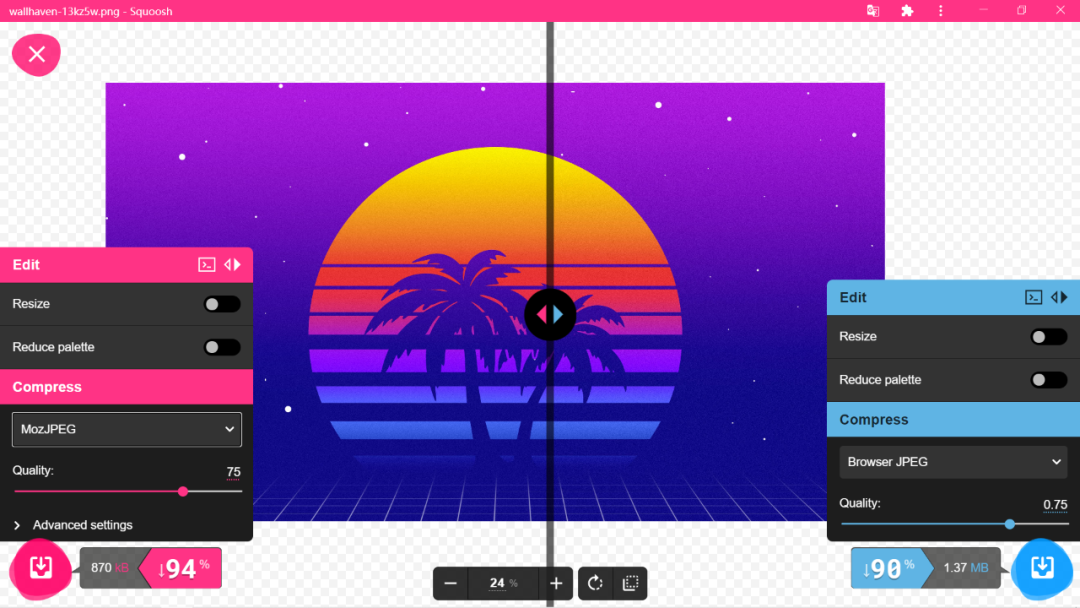 wallhaven-13kz5w.png - Squoosh
Edit
Resize
Reduce palette
Compress
MozJPEG
Quality: 75
Advanced settings
870 kB ↓94 %
24 %
Edit
Resize
Reduce palette
Compress
Browser JPEG
Quality: 0.75
↓90 % 1.37 MB